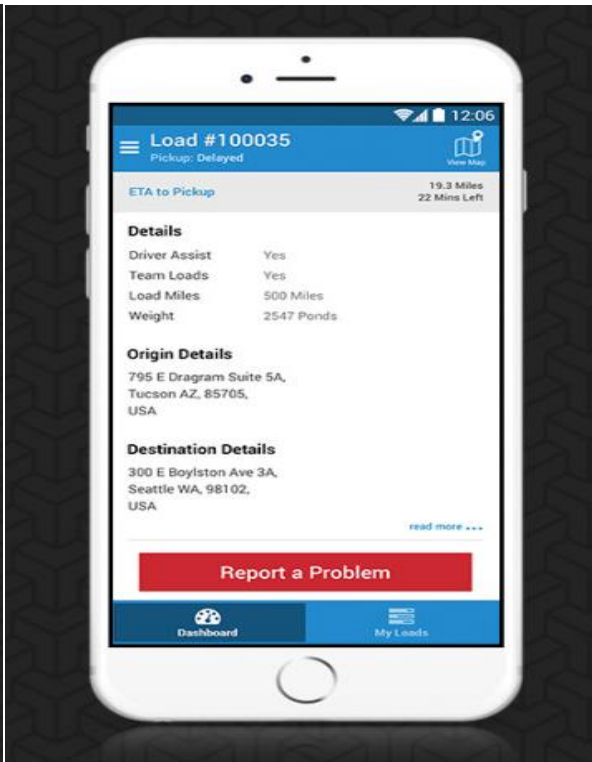 12:06
Load #100035
Pickup: Delayed
View Map
ETA to Pickup
19.3 Miles
22 Mins Left
Details
Driver Assist Yes
Team Loads Yes
Load Miles 500 Miles
Weight 2547 Ponds
Origin Details
795 E Dragram Suite 5A,
Tucson AZ, 85705,
USA
Destination Details
300 E Boylston Ave 3A,
Seattle WA, 98102,
USA
read more ...
Report a Problem
Dashboard
My Loads